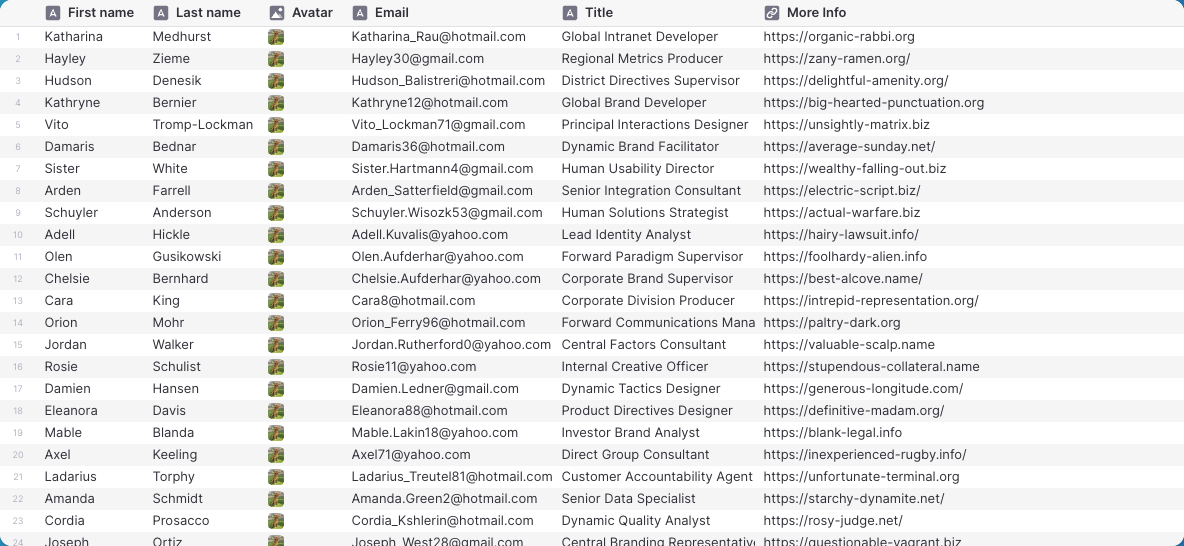 First name Last name Avatar Email Title More Info
1 Katharina Medhurst Katharina_Rau@hotmail.com Global Intranet Developer https://organic-rabbi.org
2 Hayley Zieme Hayley30@gmail.com Regional Metrics Producer https://zany-ramen.org/
3 Hudson Denesik Hudson_Balistreri@hotmail.com District Directives Supervisor https://delightful-amenity.org/
4 Kathryne Bernier Kathryne12@hotmail.com Global Brand Developer https://big-hearted-punctuation.org
5 Vito Tromp-Lockman Vito_Lockman71@gmail.com Principal Interactions Designer https://unsightly-matrix.biz
6 Damaris Bednar Damaris36@hotmail.com Dynamic Brand Facilitator https://average-sunday.net/
7 Sister White Sister.Hartmann4@gmail.com Human Usability Director https://wealthy-falling-out.biz
8 Arden Farrell Arden_Satterfield@gmail.com Senior Integration Consultant https://electric-script.biz/
9 Schuyler Anderson Schuyler.Wisozk53@gmail.com Human Solutions Strategist https://actual-warfare.biz
10 Adell Hickle Adell.Kuvalis@yahoo.com Lead Identity Analyst https://hairy-lawsuit.info/
11 Olen Gusikowski Olen.Aufderhar@yahoo.com Forward Paradigm Supervisor https://foolhardy-alien.info
12 Chelsie Bernhard Chelsie.Aufderhar@yahoo.com Corporate Brand Supervisor https://best-alcove.name/
13 Cara King Cara8@hotmail.com Corporate Division Producer https://intrepid-representation.org/
14 Orion Mohr Orion_Ferry96@hotmail.com Forward Communications Mana https://paltry-dark.org
15 Jordan Walker Jordan.Rutherford0@yahoo.com Central Factors Consultant https://valuable-scalp.name
16 Rosie Schulist Rosie11@yahoo.com Internal Creative Officer https://stupendous-collateral.name
17 Damien Hansen Damien.Ledner@gmail.com Dynamic Tactics Designer https://generous-longitude.com/
18 Eleanora Davis Eleanora88@hotmail.com Product Directives Designer https://definitive-madam.org/
19 Mable Blanda Mable.Lakin18@yahoo.com Investor Brand Analyst https://blank-legal.info
20 Axel Keeling Axel71@yahoo.com Direct Group Consultant https://inexperienced-rugby.info/
21 Ladarius Torphy Ladarius_Treutel81@hotmail.com Customer Accountability Agent https://unfortunate-terminal.org
22 Amanda Schmidt Amanda.Green2@hotmail.com Senior Data Specialist https://starchy-dynamite.net/
23 Cordia Prosacco Cordia_Kshlerin@hotmail.com Dynamic Quality Analyst https://rosy-judge.net/
24 Joseph Ortiz Joseph_West28@gmail.com Central Branding Representative https://questionable-vagrant.biz